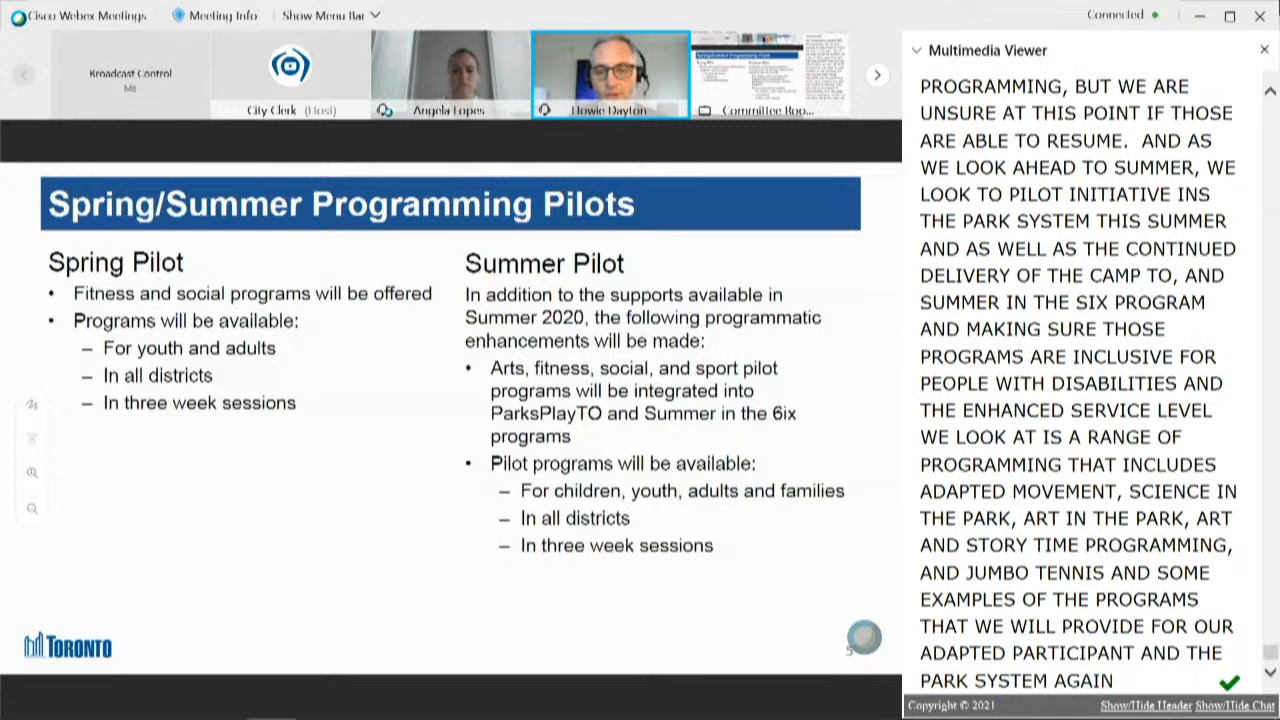 Cisco Webex Meetings
Meeting Info
Show Menu Bar
Connected
Broadcast Control
City Clerk (Host)
Angela Lopes
Howie Dayton
Committee Roo...
Spring/Summer Programming Pilots
Spring Pilot
• Fitness and social programs will be offered
• Programs will be available:
– For youth and adults
– In all districts
– In three week sessions
Summer Pilot
In addition to the supports available in
Summer 2020, the following programmatic
enhancements will be made:
• Arts, fitness, social, and sport pilot
programs will be integrated into
ParksPlayTO and Summer in the 6ix
programs
• Pilot programs will be available:
– For children, youth, adults and families
– In all districts
– In three week sessions
TORONTO
5
Multimedia Viewer
PROGRAMMING, BUT WE ARE
UNSURE AT THIS POINT IF THOSE
ARE ABLE TO RESUME. AND AS
WE LOOK AHEAD TO SUMMER, WE
LOOK TO PILOT INITIATIVE INS
THE PARK SYSTEM THIS SUMMER
AND AS WELL AS THE CONTINUED
DELIVERY OF THE CAMP TO, AND
SUMMER IN THE SIX PROGRAM
AND MAKING SURE THOSE
PROGRAMS ARE INCLUSIVE FOR
PEOPLE WITH DISABILITIES AND
THE ENHANCED SERVICE LEVEL
WE LOOK AT IS A RANGE OF
PROGRAMMING THAT INCLUDES
ADAPTED MOVEMENT, SCIENCE IN
THE PARK, ART IN THE PARK, ART
AND STORY TIME PROGRAMMING,
AND JUMBO TENNIS AND SOME
EXAMPLES OF THE PROGRAMS
THAT WE WILL PROVIDE FOR OUR
ADAPTED PARTICIPANT AND THE
PARK SYSTEM AGAIN
Copyright © 2021
Show/Hide Header Show/Hide Chat